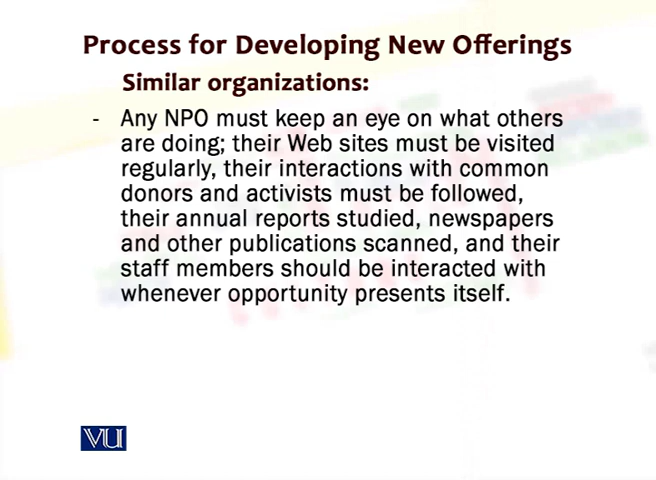 Process for Developing New Offerings
Similar organizations:
- Any NPO must keep an eye on what others
are doing; their Web sites must be visited
regularly, their interactions with common
donors and activists must be followed,
their annual reports studied, newspapers
and other publications scanned, and their
staff members should be interacted with
whenever opportunity presents itself.
VU